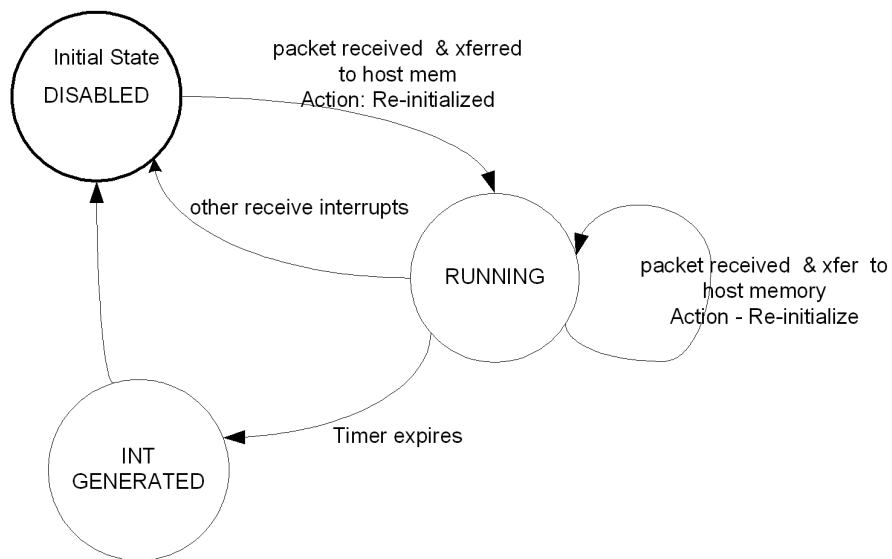 Initial State
DISABLED
packet received & xferred
to host mem
Action: Re-initialized
other receive interrupts
RUNNING
packet received & xfer to
host memory
Action - Re-initialize
Timer expires
INT
GENERATED